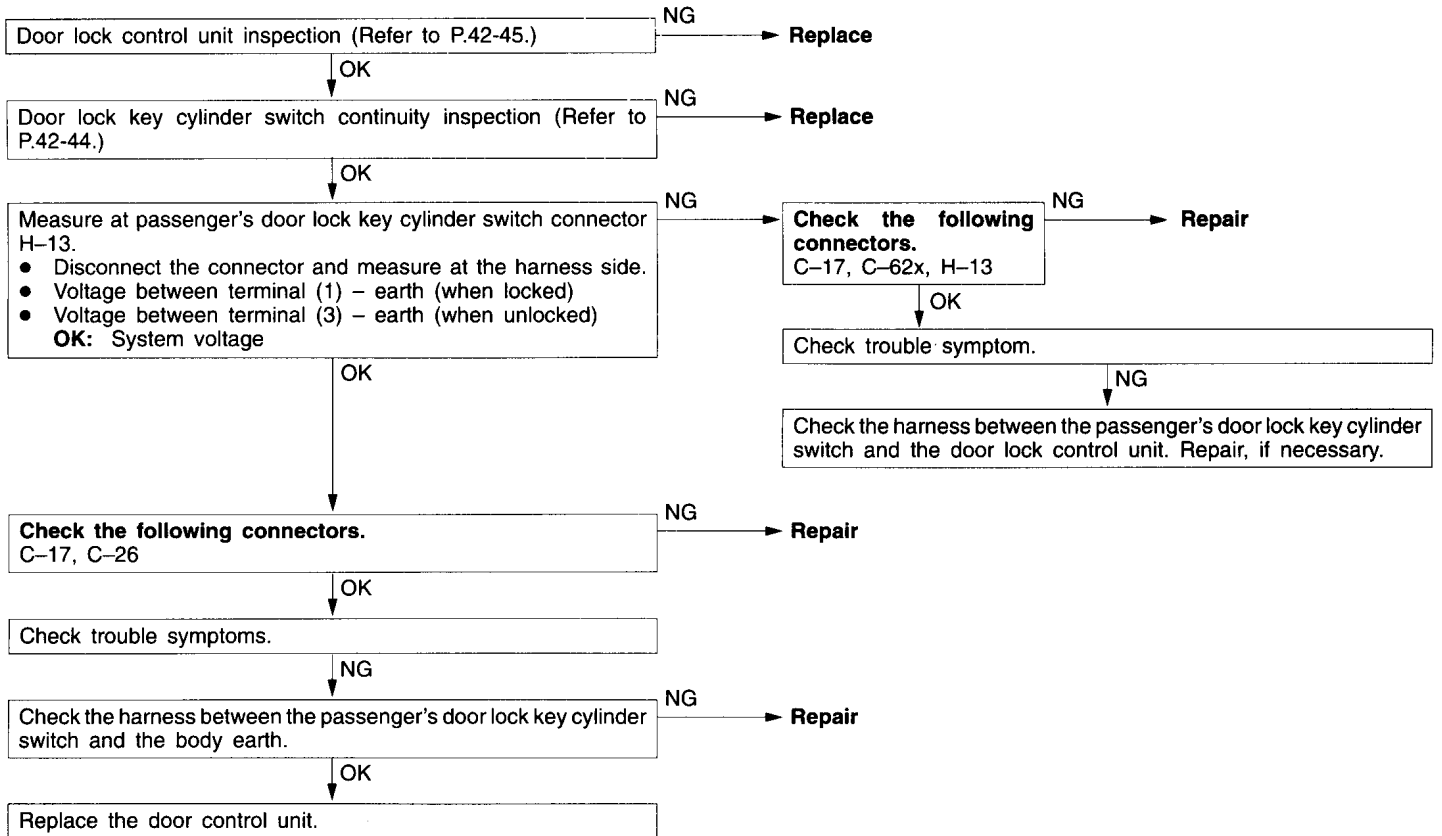 Door lock control unit inspection (Refer to P.42-45.)
NG
Replace
OK
Door lock key cylinder switch continuity inspection (Refer to
P.42-44.)
NG
Replace
OK
Measure at passenger's door lock key cylinder switch connector
H–13.
● Disconnect the connector and measure at the harness side.
● Voltage between terminal (1) – earth (when locked)
● Voltage between terminal (3) – earth (when unlocked)
OK: System voltage
NG
Check the following
connectors.
C–17, C–62x, H–13
NG
Repair
OK
Check trouble symptom.
NG
Check the harness between the passenger's door lock key cylinder
switch and the door lock control unit. Repair, if necessary.
OK
Check the following connectors.
C–17, C–26
NG
Repair
OK
Check trouble symptoms.
NG
Check the harness between the passenger's door lock key cylinder
switch and the body earth.
NG
Repair
OK
Replace the door control unit.